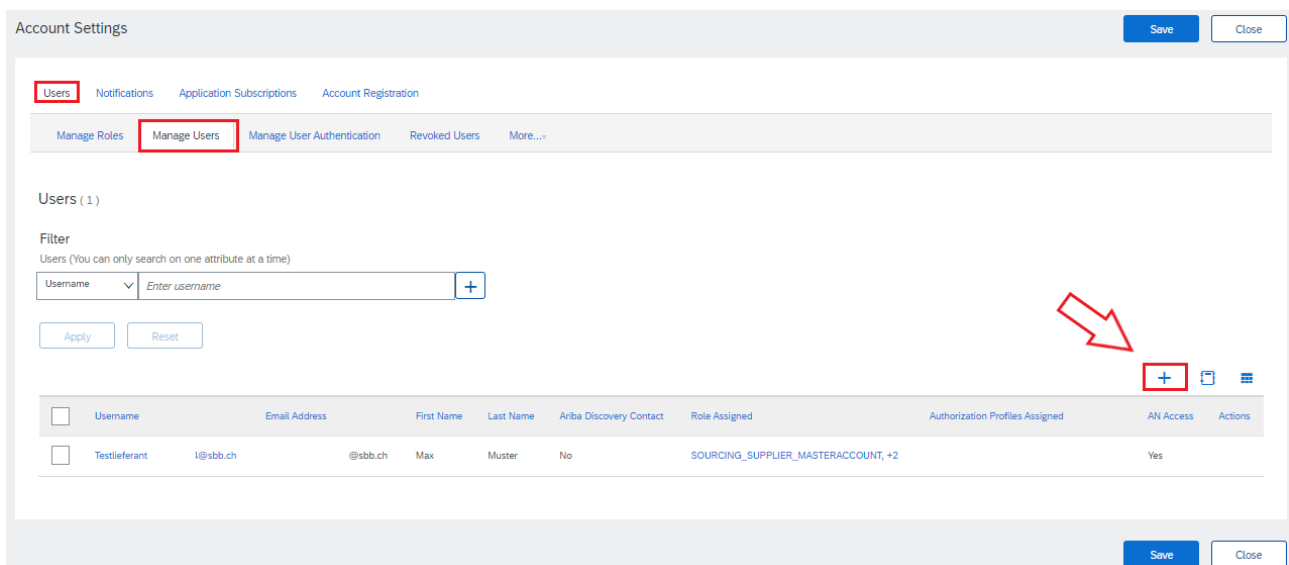 Account Settings Save Close
Users Notifications Application Subscriptions Account Registration
Manage Roles Manage Users Manage User Authentication Revoked Users More...
Users (1)
Filter
Users (You can only search on one attribute at a time)
Username Enter username +
Apply Reset
+
Username Email Address First Name Last Name Ariba Discovery Contact Role Assigned Authorization Profiles Assigned AN Access Actions
Testlieferant @sbb.ch @sbb.ch Max Muster No SOURCING_SUPPLIER_MASTERACCOUNT, +2 Yes
Save Close